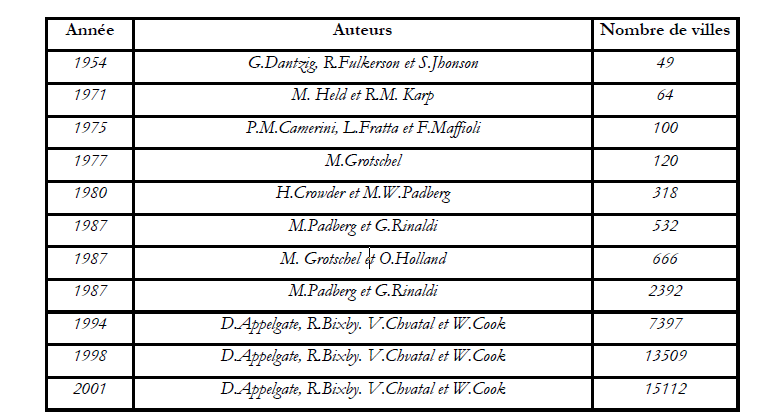 Année Auteurs Nombre de villes
1954 G.Dantzig, R.Fulkerson et S.Jhonson 49
1971 M. Held et R.M. Karp 64
1975 P.M.Camerini, L.Fratta et F.Maffioli 100
1977 M.Grotschel 120
1980 H.Crowder et M.W.Padberg 318
1987 M.Padberg et G.Rinaldi 532
1987 M. Grotschel et O.Holland 666
1987 M.Padberg et G.Rinaldi 2392
1994 D.Appelgate, R.Bixby. V.Chvatal et W.Cook 7397
1998 D.Appelgate, R.Bixby. V.Chvatal et W.Cook 13509
2001 D.Appelgate, R.Bixby. V.Chvatal et W.Cook 15112